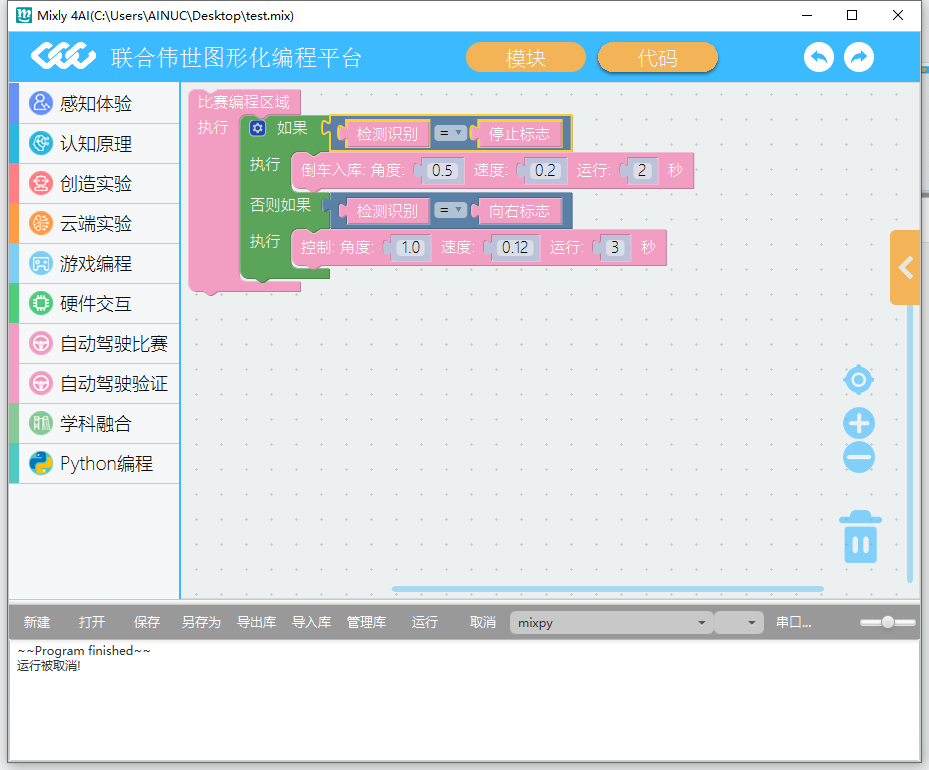 Mixly 4AI(C:\Users\AINUC\Desktop\test.mix)
联合伟世图形化编程平台 模块 代码
感知体验
认知原理
创造实验
云端实验
游戏编程
硬件交互
自动驾驶比赛
自动驾驶验证
学科融合
Python编程
比赛编程区域
执行 如果 检测识别 = 停止标志
执行 倒车入库: 角度: 0.5 速度: 0.2 运行: 2 秒
否则如果 检测识别 = 向右标志
执行 控制: 角度: 1.0 速度: 0.12 运行: 3 秒
新建 打开 保存 另存为 导出库 导入库 管理库 运行 取消 mixpy 串口...
~~Program finished~~
运行被取消!